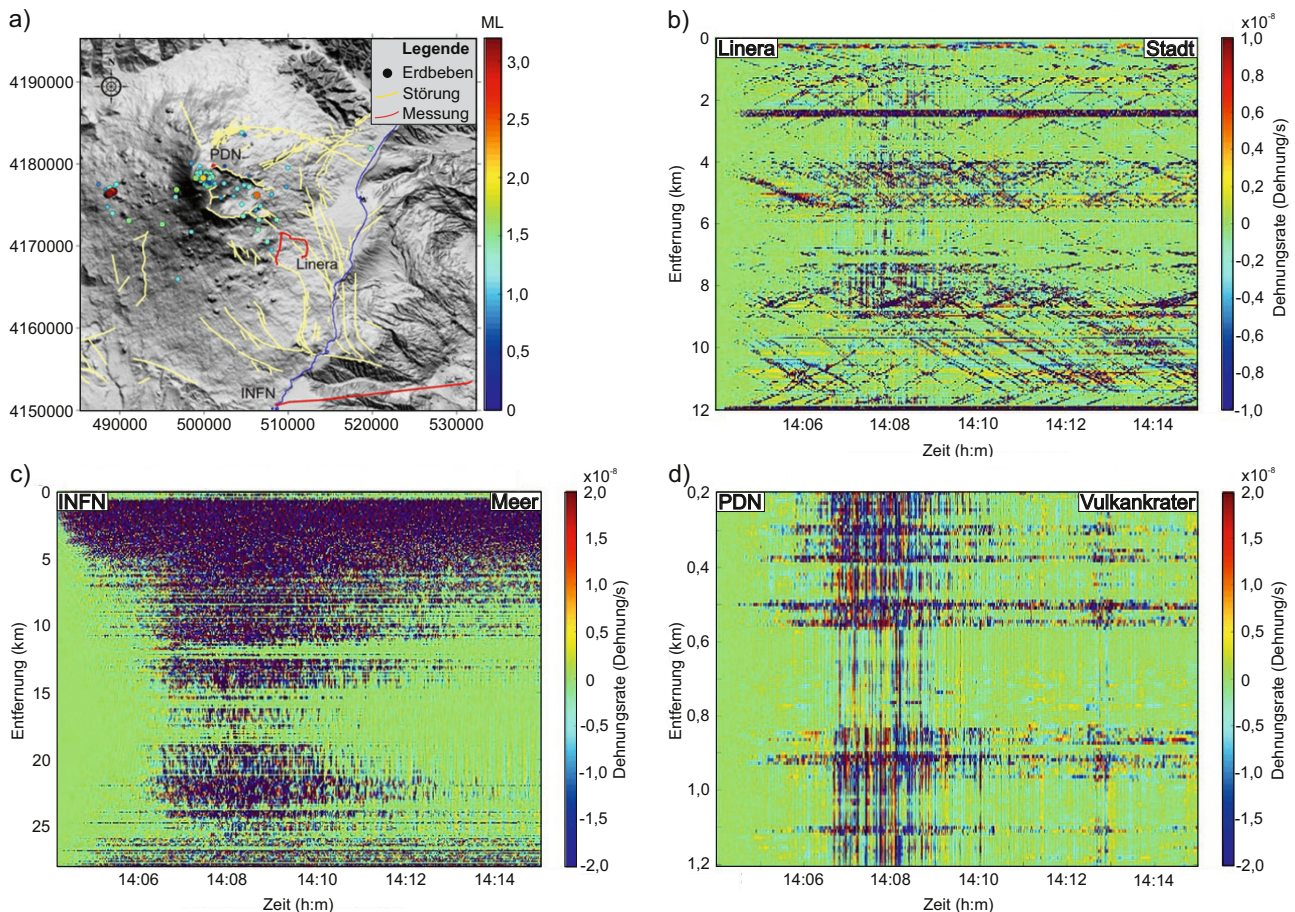 a)
ML
Legende
Erdbeben
Störung
Messung
PDN
Linera
INFN
4190000
4180000
4170000
4160000
4150000
490000 500000 510000 520000 530000
3,0
2,5
2,0
1,5
1,0
0,5
0
b)
Linera Stadt
0
2
4
6
8
10
12
Entfernung (km)
14:06 14:08 14:10 14:12 14:14
Zeit (h:m)
x10⁻⁸
1,0
0,8
0,6
0,4
0,2
0
-0,2
-0,4
-0,6
-0,8
-1,0
Dehnungsrate (Dehnung/s)
c)
INFN Meer
0
5
10
15
20
25
Entfernung (km)
14:06 14:08 14:10 14:12 14:14
Zeit (h:m)
x10⁻⁸
2,0
1,5
1,0
0,5
0
-0,5
-1,0
-1,5
-2,0
Dehnungsrate (Dehnung/s)
d)
PDN Vulkankrater
0,2
0,4
0,6
0,8
1,0
1,2
Entfernung (km)
14:06 14:08 14:10 14:12 14:14
Zeit (h:m)
x10⁻⁸
2,0
1,5
1,0
0,5
0
-0,5
-1,0
-1,5
-2,0
Dehnungsrate (Dehnung/s)